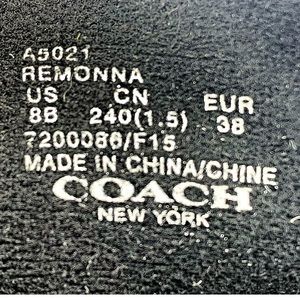 A5021
REMONNA
US CN EUR
8B 240(1.5) 38
7200086/F15
MADE IN CHINA/CHINE
COACH
NEW YORK